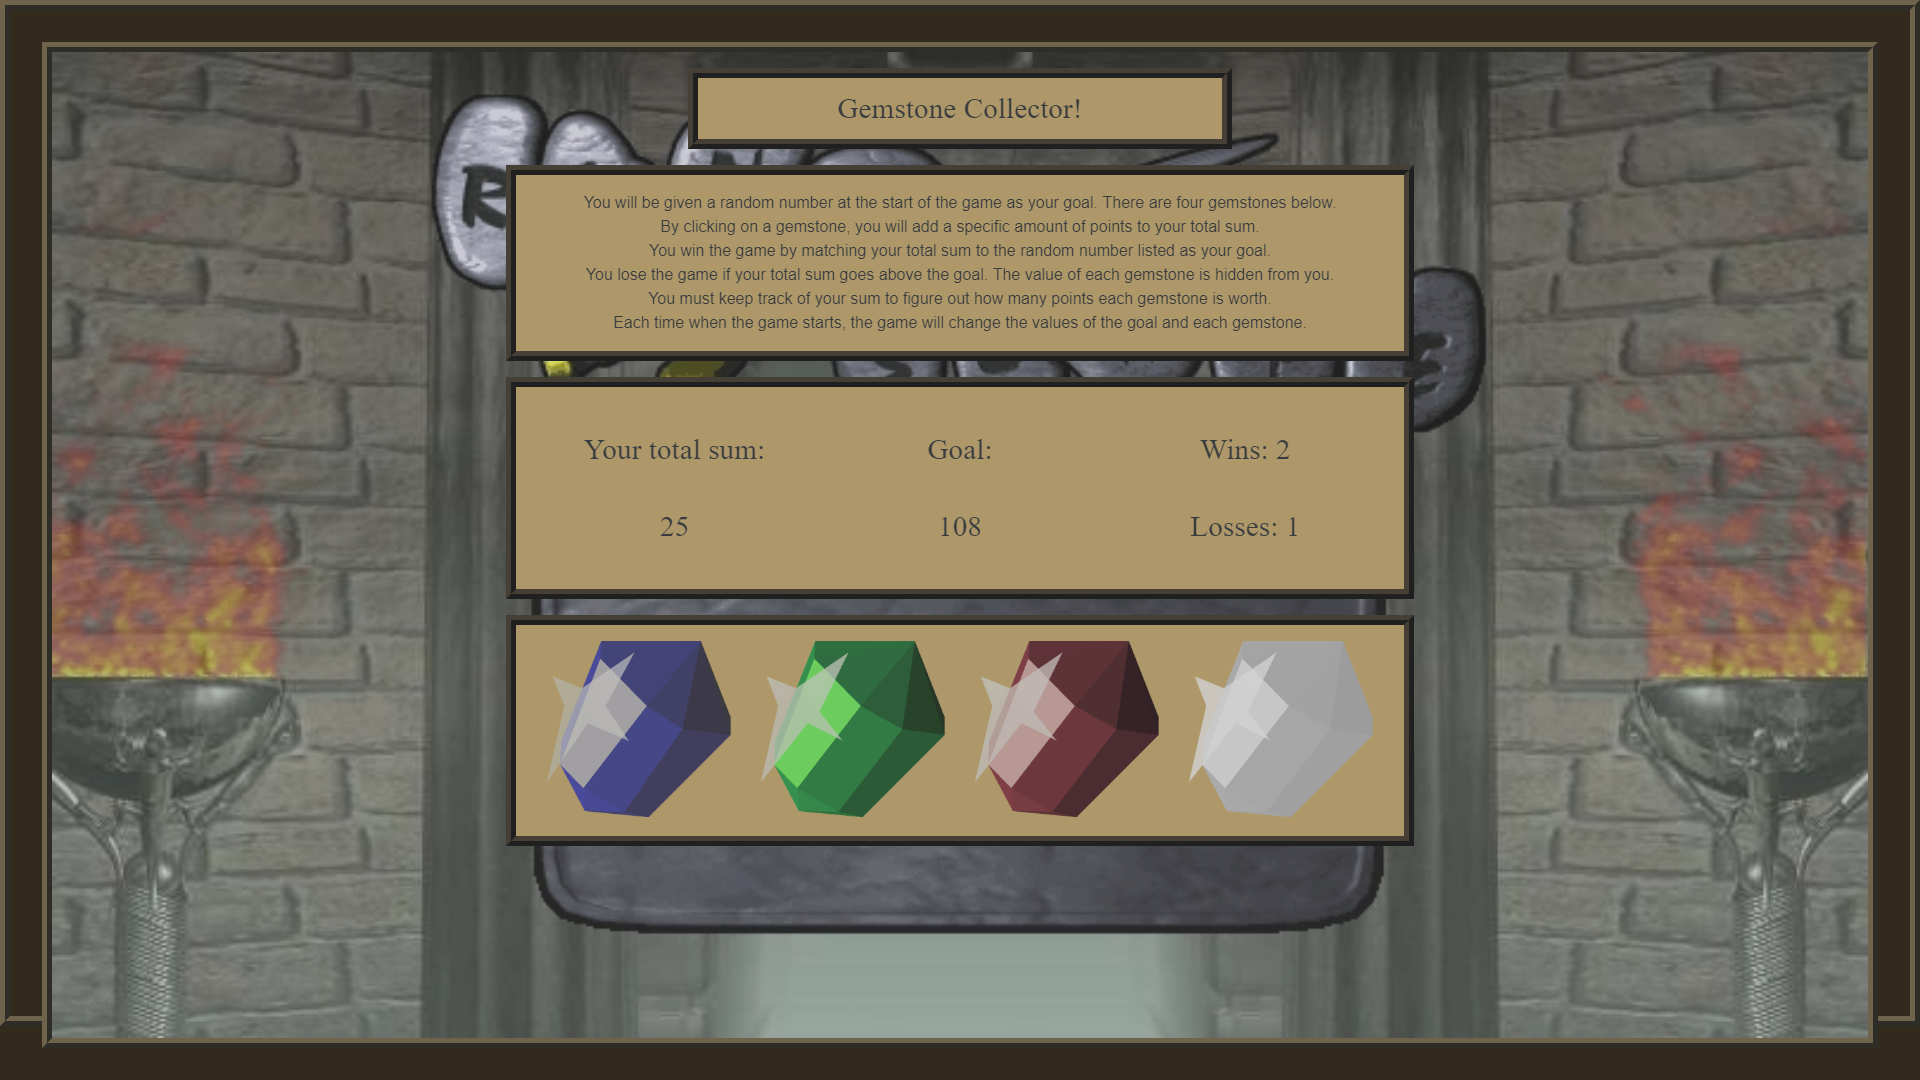 Gemstone Collector!
You will be given a random number at the start of the game as your goal. There are four gemstones below.
By clicking on a gemstone, you will add a specific amount of points to your total sum.
You win the game by matching your total sum to the random number listed as your goal.
You lose the game if your total sum goes above the goal. The value of each gemstone is hidden from you.
You must keep track of your sum to figure out how many points each gemstone is worth.
Each time when the game starts, the game will change the values of the goal and each gemstone.
Your total sum:
25
Goal:
108
Wins: 2
Losses: 1